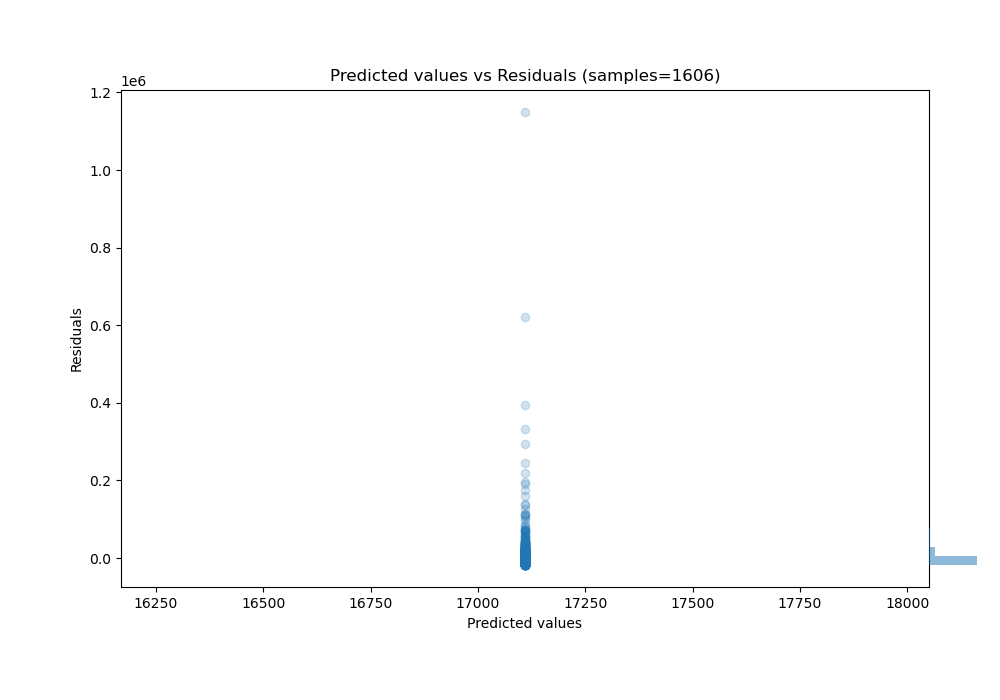 Predicted values vs Residuals (samples=1606)
1e6
1.2
1.0
0.8
0.6
0.4
0.2
0.0
Residuals
16250 16500 16750 17000 17250 17500 17750 18000
Predicted values